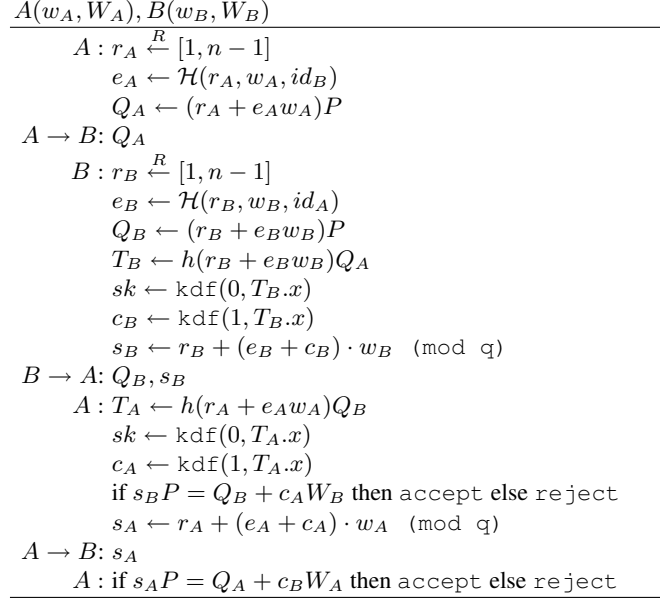 A(w_A, W_A), B(w_B, W_B)
A : r_A ←^R [1, n − 1]
e_A ← H(r_A, w_A, id_B)
Q_A ← (r_A + e_A w_A)P
A → B: Q_A
B : r_B ←^R [1, n − 1]
e_B ← H(r_B, w_B, id_A)
Q_B ← (r_B + e_B w_B)P
T_B ← h(r_B + e_B w_B)Q_A
sk ← kdf(0, T_B.x)
c_B ← kdf(1, T_B.x)
s_B ← r_B + (e_B + c_B) · w_B (mod q)
B → A: Q_B, s_B
A : T_A ← h(r_A + e_A w_A)Q_B
sk ← kdf(0, T_A.x)
c_A ← kdf(1, T_A.x)
if s_B P = Q_B + c_A W_B then accept else reject
s_A ← r_A + (e_A + c_A) · w_A (mod q)
A → B: s_A
A : if s_A P = Q_A + c_B W_A then accept else reject